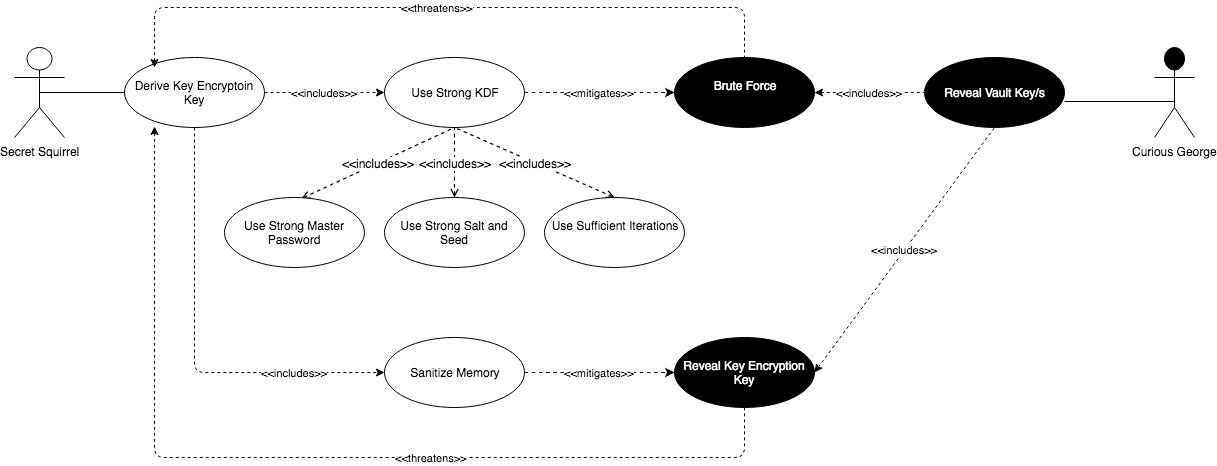 <<threatens>>
Derive Key Encryptoin
Key
<<includes>>
Use Strong KDF
<<mitigates>>
Brute Force
<<includes>>
Reveal Vault Key/s
Secret Squirrel
Curious George
<<includes>>
<<includes>>
<<includes>>
Use Strong Master
Password
Use Strong Salt and
Seed
Use Sufficient Iterations
<<includes>>
<<includes>>
Sanitize Memory
<<mitigates>>
Reveal Key Encryption
Key
<<threatens>>